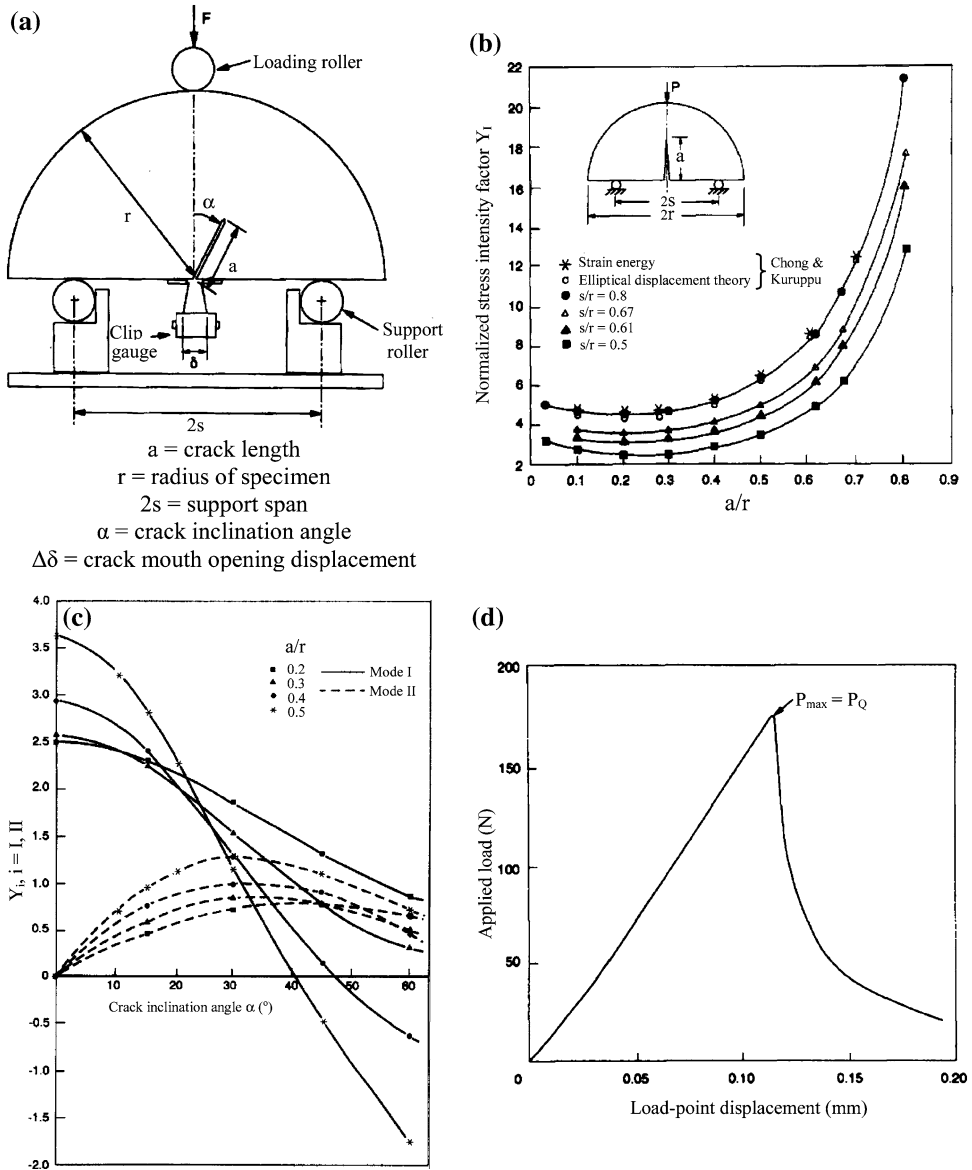 (a)
F
Loading roller
r
α
a
Clip
gauge
δ
Support
roller
2s
a = crack length
r = radius of specimen
2s = support span
α = crack inclination angle
Δδ = crack mouth opening displacement
(b)
Normalized stress intensity factor Y_I
22
20
18
16
14
12
10
8
6
4
2
P
a
2s
2r
Strain energy
Elliptical displacement theory
Chong &
Kuruppu
s/r = 0.8
s/r = 0.67
s/r = 0.61
s/r = 0.5
0 0.1 0.2 0.3 0.4 0.5 0.6 0.7 0.8 0.9
a/r
(c)
Y_i, i = I, II
4.0
3.5
3.0
2.5
2.0
1.5
1.0
0.5
0
-0.5
-1.0
-1.5
-2.0
a/r
0.2
0.3
0.4
0.5
Mode I
Mode II
10 20 30 40 50 60
Crack inclination angle α (°)
(d)
Applied load (N)
200
150
100
50
P_max = P_Q
0 0.05 0.10 0.15 0.20
Load-point displacement (mm)